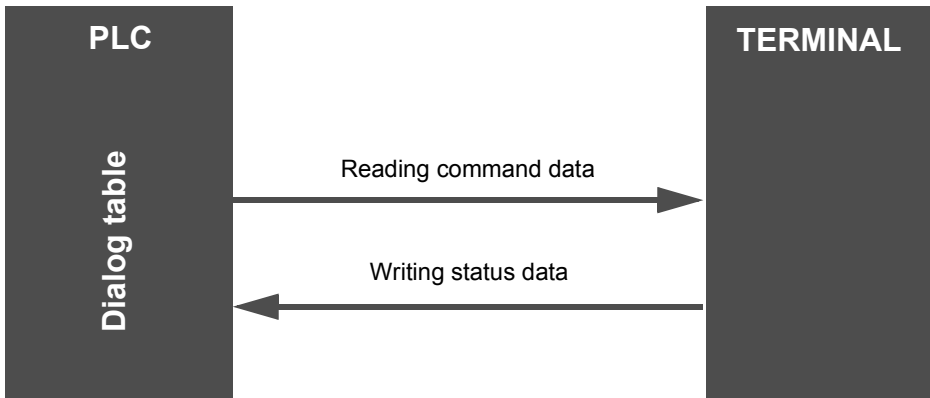 PLC
TERMINAL
Dialog table
Reading command data
Writing status data